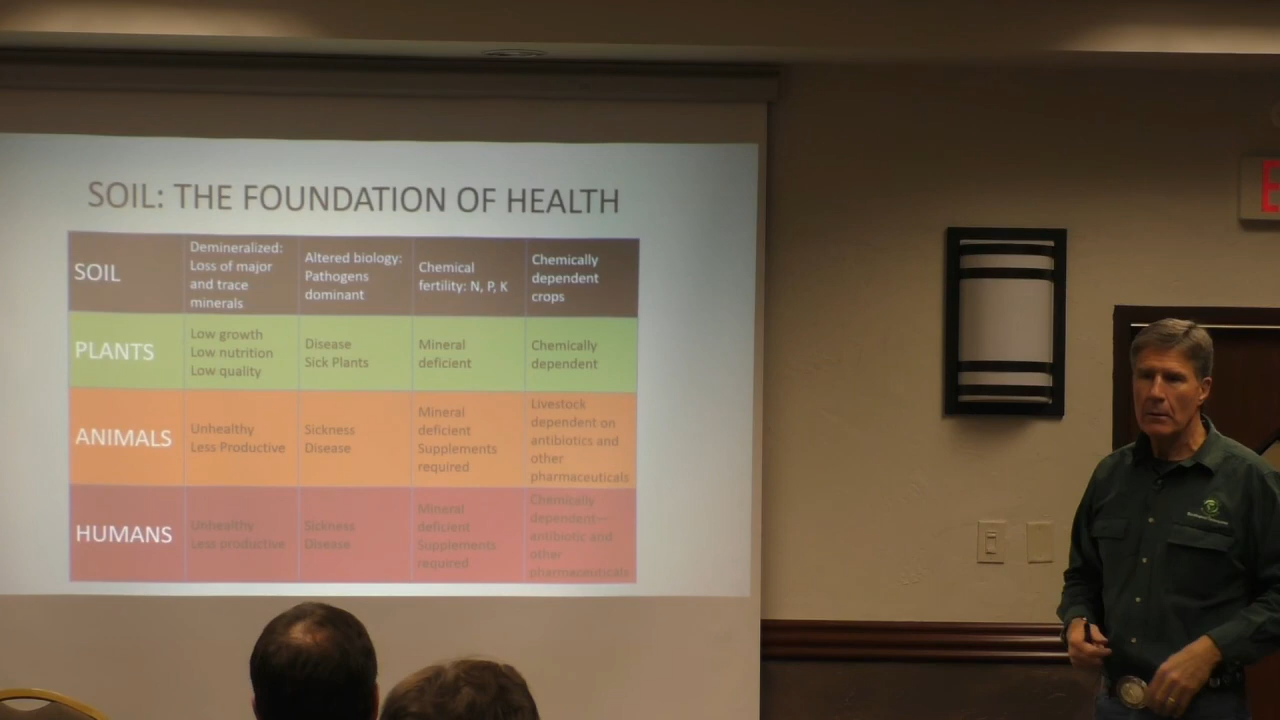 SOIL: THE FOUNDATION OF HEALTH
SOIL
Demineralized:
Loss of major
and trace
minerals
Altered biology:
Pathogens
dominant
Chemical
fertility: N, P, K
Chemically
dependent
crops
PLANTS
Low growth
Low nutrition
Low quality
Disease
Sick Plants
Mineral
deficient
Chemically
dependent
ANIMALS
Unhealthy
Less Productive
Sickness
Disease
Mineral
deficient
Supplements
required
Livestock
dependent on
antibiotics and
other
pharmaceuticals
HUMANS
Unhealthy
Less productive
Sickness
Disease
Mineral
deficient
Supplements
required
Chemically
dependent—
antibiotic and
other
pharmaceuticals